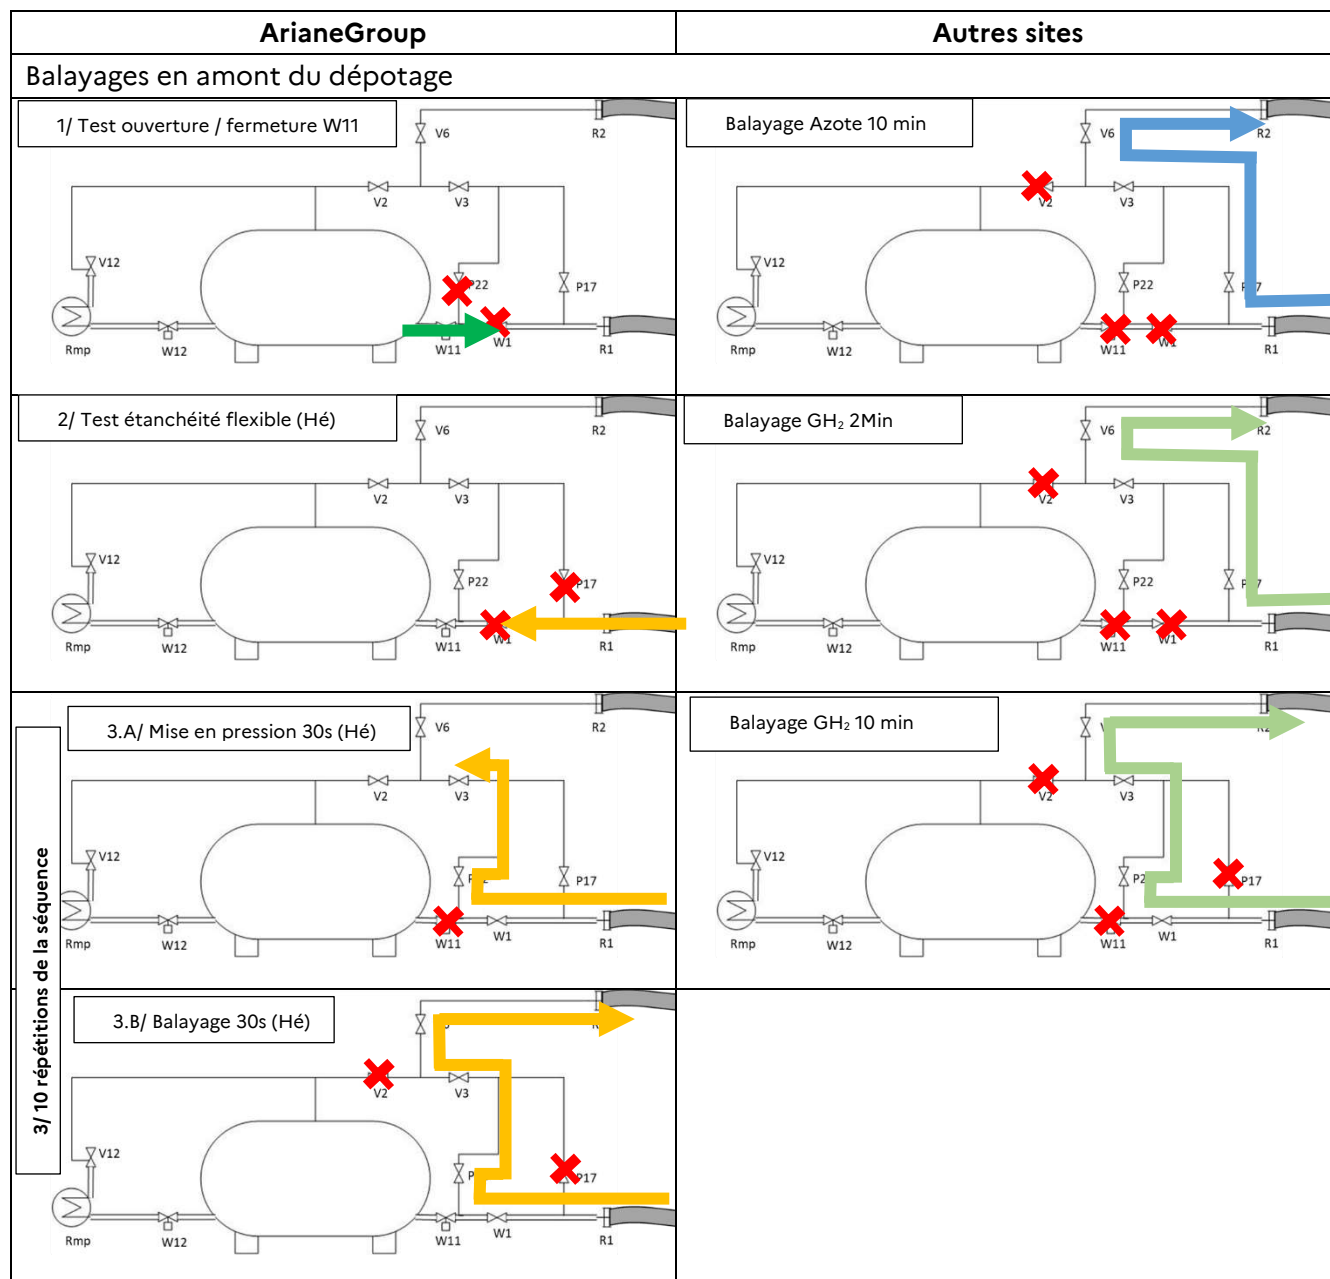 ArianeGroup
Autres sites
Balayages en amont du dépotage
1/ Test ouverture / fermeture W11
V6
R2
V2
V3
V12
P22
P17
Rmp
W12
W11
W1
R1
Balayage Azote 10 min
V6
R2
V2
V3
V12
P22
P17
Rmp
W12
W11
W1
R1
2/ Test étanchéité flexible (Hé)
V6
R2
V2
V3
V12
P22
P17
Rmp
W12
W11
W1
R1
Balayage GH₂ 2Min
V6
R2
V2
V3
V12
P22
Rmp
W12
W11
W1
R1
3/ 10 répétitions de la séquence
3.A/ Mise en pression 30s (Hé)
V6
R2
V2
V3
V12
P17
Rmp
W12
W11
W1
R1
Balayage GH₂ 10 min
R2
V2
V3
V12
P17
Rmp
W12
W11
W1
R1
3.B/ Balayage 30s (Hé)
V2
V3
V12
P17
Rmp
W12
W11
W1
R1